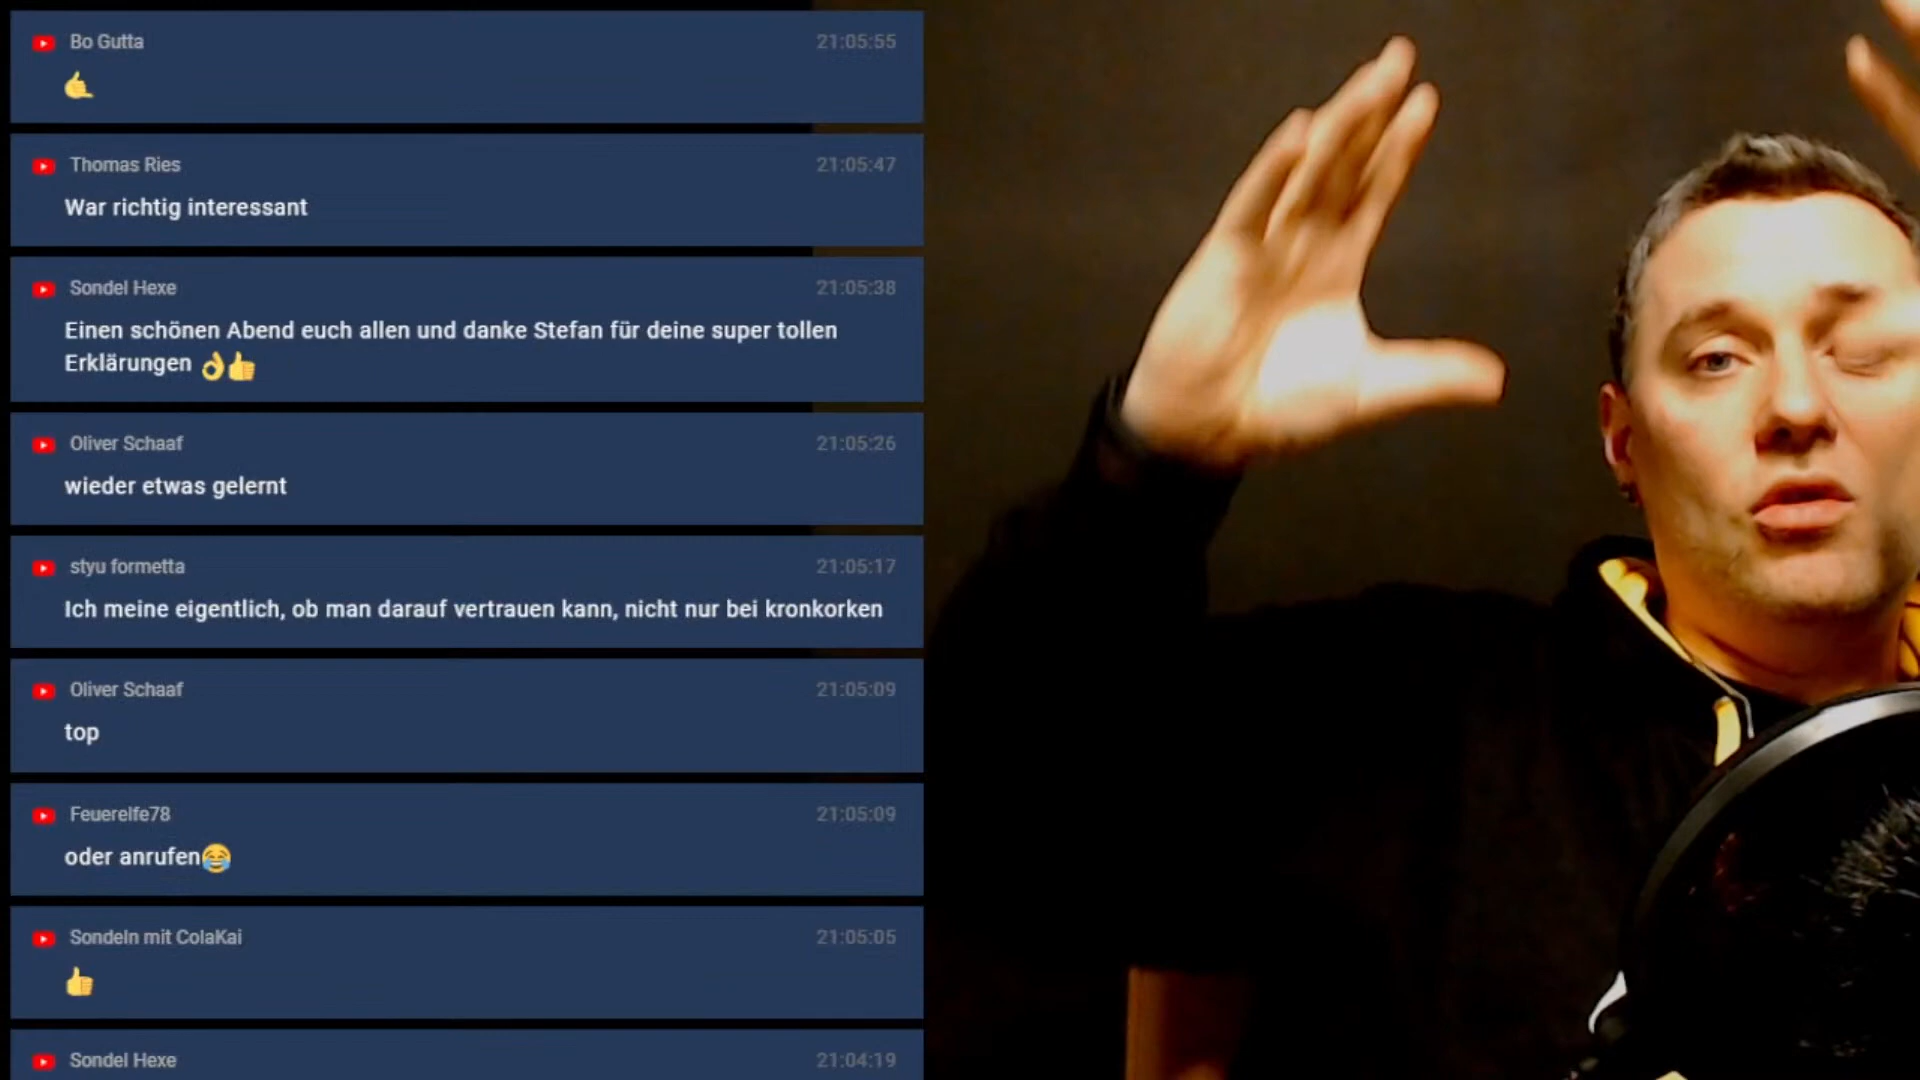 Bo Gutta 21:05:55
🤙
Thomas Ries 21:05:47
War richtig interessant
Sondel Hexe 21:05:38
Einen schönen Abend euch allen und danke Stefan für deine super tollen
Erklärungen 👌👍
Oliver Schaaf 21:05:26
wieder etwas gelernt
styu formetta 21:05:17
Ich meine eigentlich, ob man darauf vertrauen kann, nicht nur bei kronkorken
Oliver Schaaf 21:05:09
top
Feuerelfe78 21:05:09
oder anrufen😂
Sondeln mit ColaKai 21:05:05
👍
Sondel Hexe 21:04:19